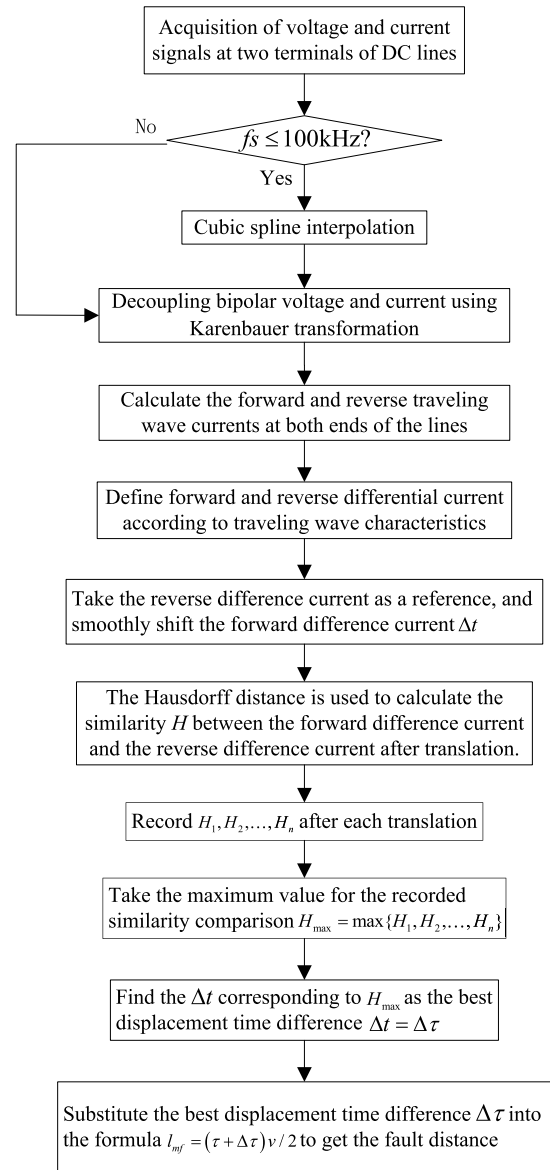 Acquisition of voltage and current
signals at two terminals of DC lines
No
fs ≤ 100kHz?
Yes
Cubic spline interpolation
Decoupling bipolar voltage and current using
Karenbauer transformation
Calculate the forward and reverse traveling
wave currents at both ends of the lines
Define forward and reverse differential current
according to traveling wave characteristics
Take the reverse difference current as a reference, and
smoothly shift the forward difference current Δt
The Hausdorff distance is used to calculate the
similarity H between the forward difference current
and the reverse difference current after translation.
Record H₁, H₂,…, Hₙ after each translation
Take the maximum value for the recorded
similarity comparison H_max = max{H₁, H₂,…, Hₙ}
Find the Δt corresponding to H_max as the best
displacement time difference Δt = Δτ
Substitute the best displacement time difference Δτ into
the formula l_mf = (τ + Δτ)v/2 to get the fault distance